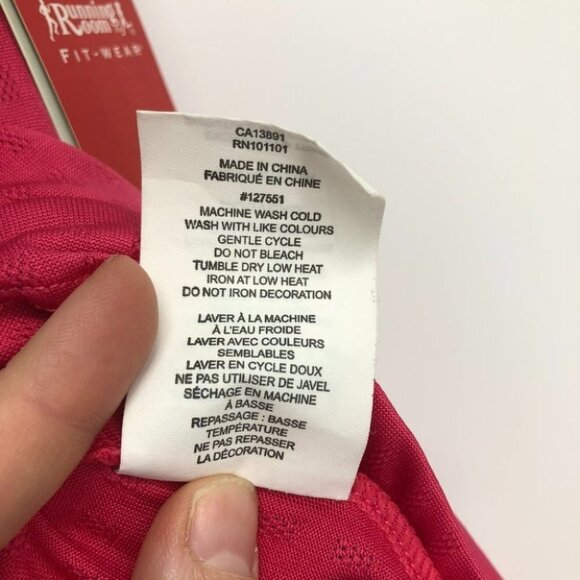 Running
Room
FIT-WEAR
CA13891
RN101101
MADE IN CHINA
FABRIQUÉ EN CHINE
#127551
MACHINE WASH COLD
WASH WITH LIKE COLOURS
GENTLE CYCLE
DO NOT BLEACH
TUMBLE DRY LOW HEAT
IRON AT LOW HEAT
DO NOT IRON DECORATION
LAVER À LA MACHINE
À L'EAU FROIDE
LAVER AVEC COULEURS
SEMBLABLES
LAVER EN CYCLE DOUX
NE PAS UTILISER DE JAVEL
SÉCHAGE EN MACHINE
À BASSE
REPASSAGE : BASSE
TEMPÉRATURE
NE PAS REPASSER
LA DÉCORATION